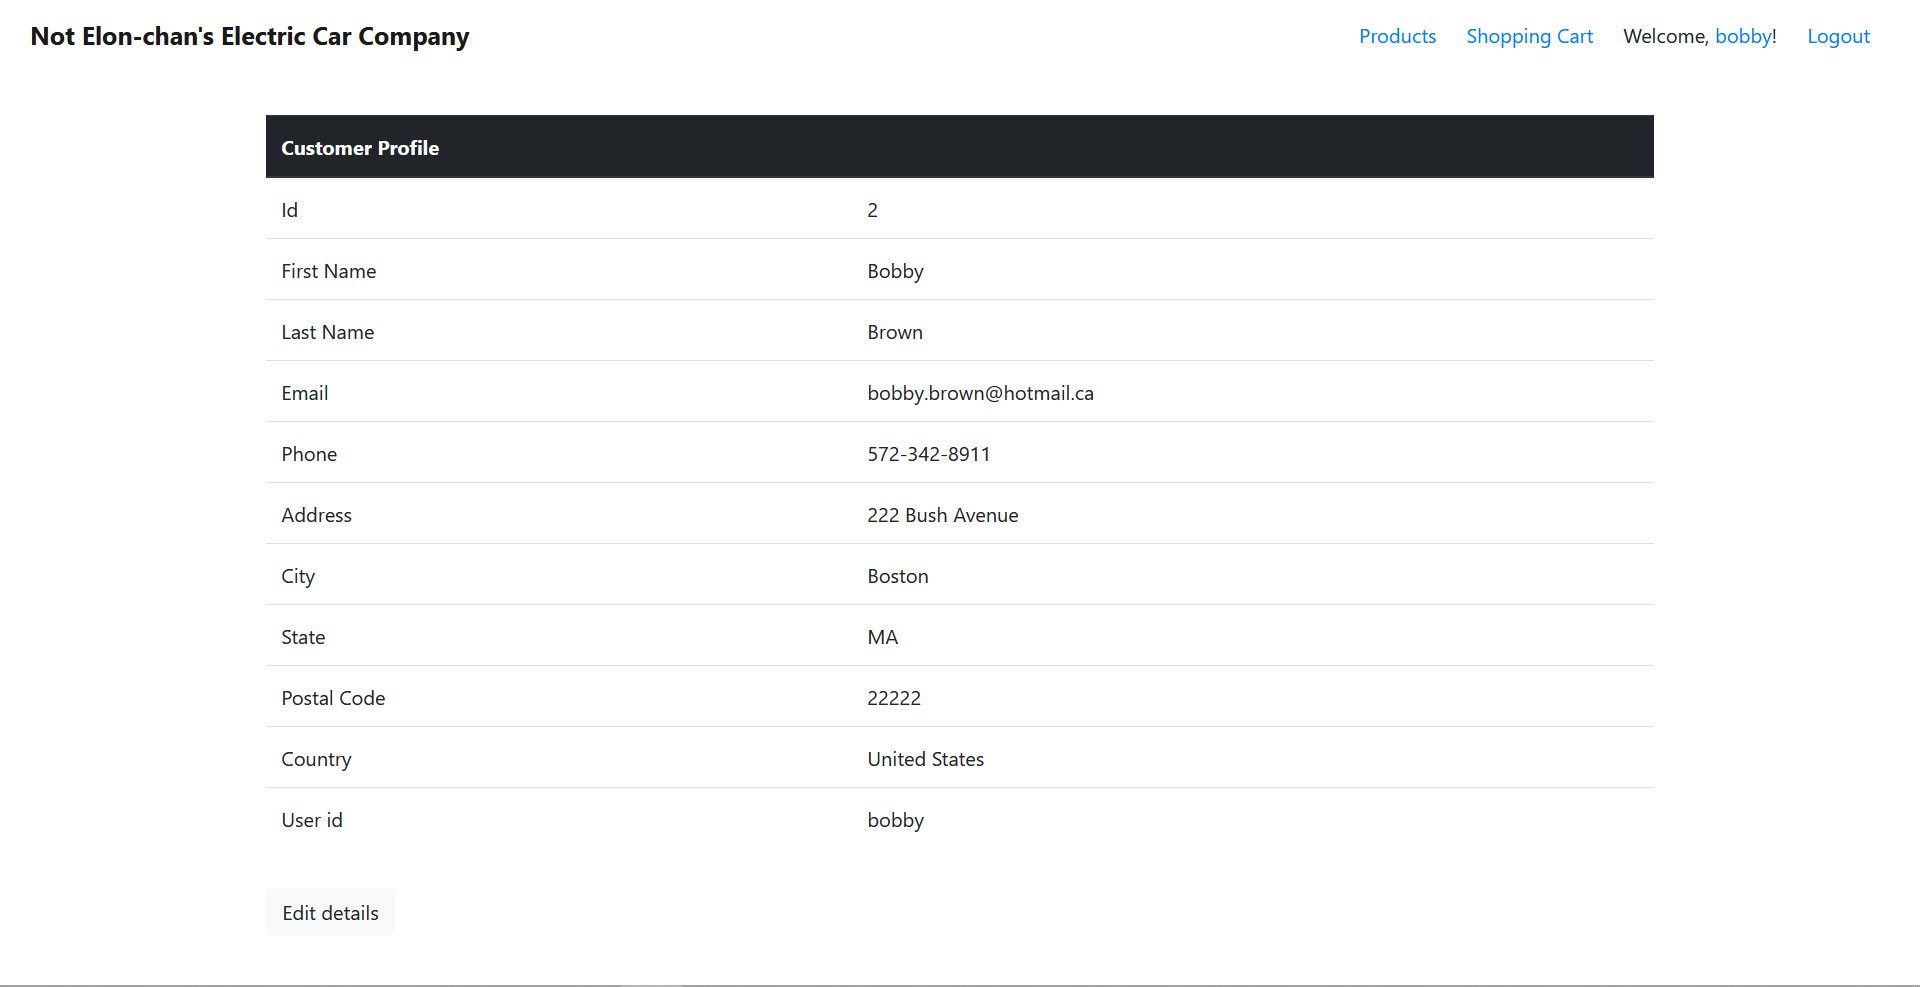 Not Elon-chan's Electric Car Company Products Shopping Cart Welcome, bobby! Logout
Customer Profile
Id 2
First Name Bobby
Last Name Brown
Email bobby.brown@hotmail.ca
Phone 572-342-8911
Address 222 Bush Avenue
City Boston
State MA
Postal Code 22222
Country United States
User id bobby
Edit details